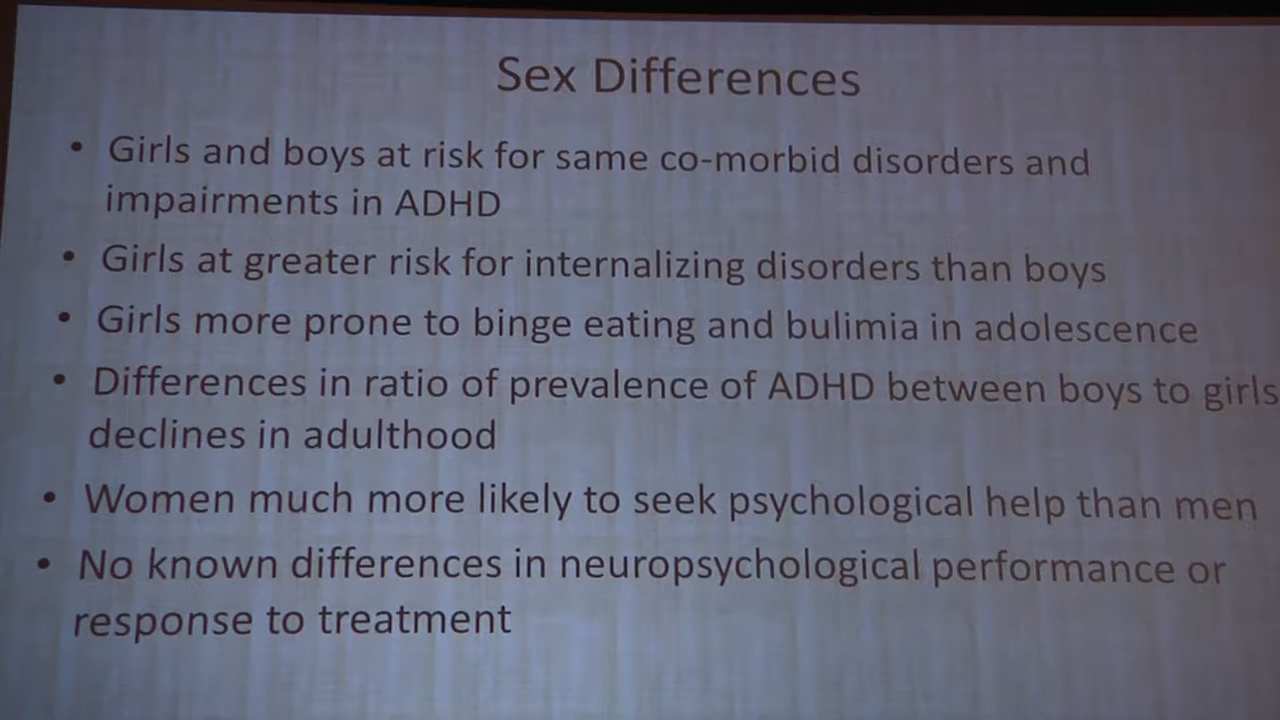 Sex Differences
• Girls and boys at risk for same co-morbid disorders and
impairments in ADHD
• Girls at greater risk for internalizing disorders than boys
• Girls more prone to binge eating and bulimia in adolescence
• Differences in ratio of prevalence of ADHD between boys to girls
declines in adulthood
• Women much more likely to seek psychological help than men
• No known differences in neuropsychological performance or
response to treatment